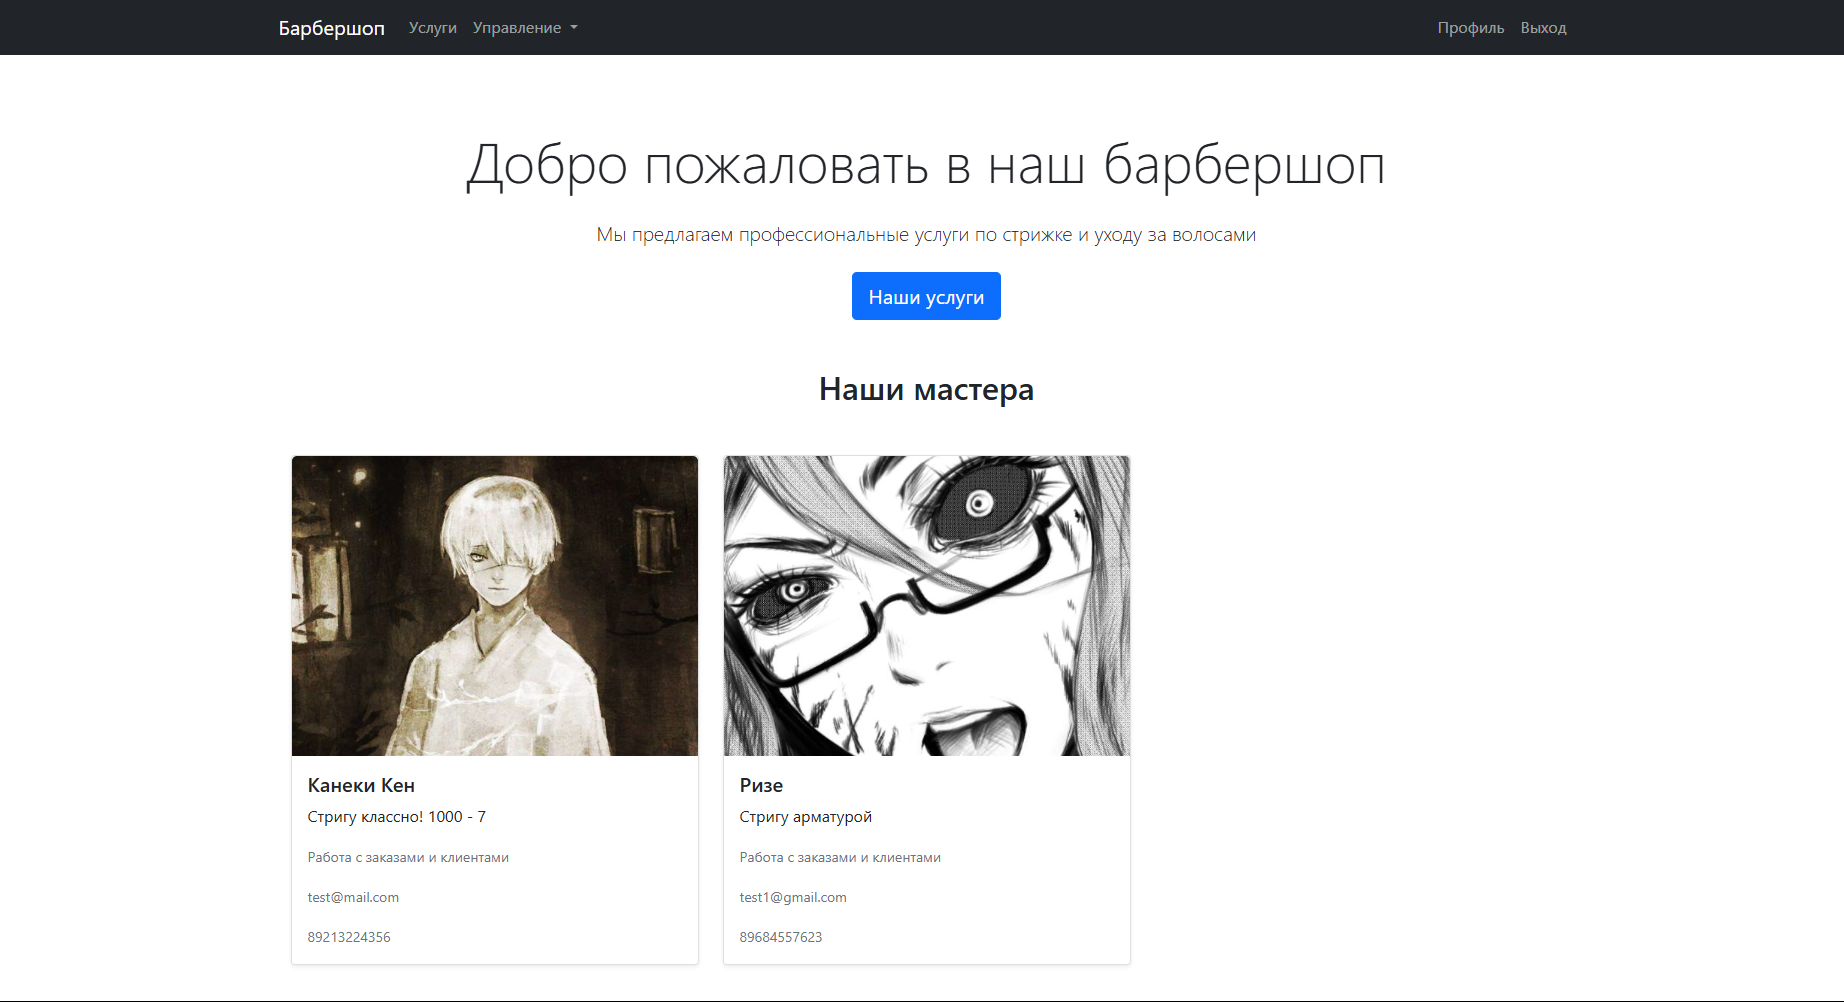 Барбершоп Услуги Управление Профиль Выход
Добро пожаловать в наш барбершоп
Мы предлагаем профессиональные услуги по стрижке и уходу за волосами
Наши услуги
Наши мастера
Канеки Кен
Стригу классно! 1000 - 7
Работа с заказами и клиентами
test@mail.com
89213224356
Ризе
Стригу арматурой
Работа с заказами и клиентами
test1@gmail.com
89684557623